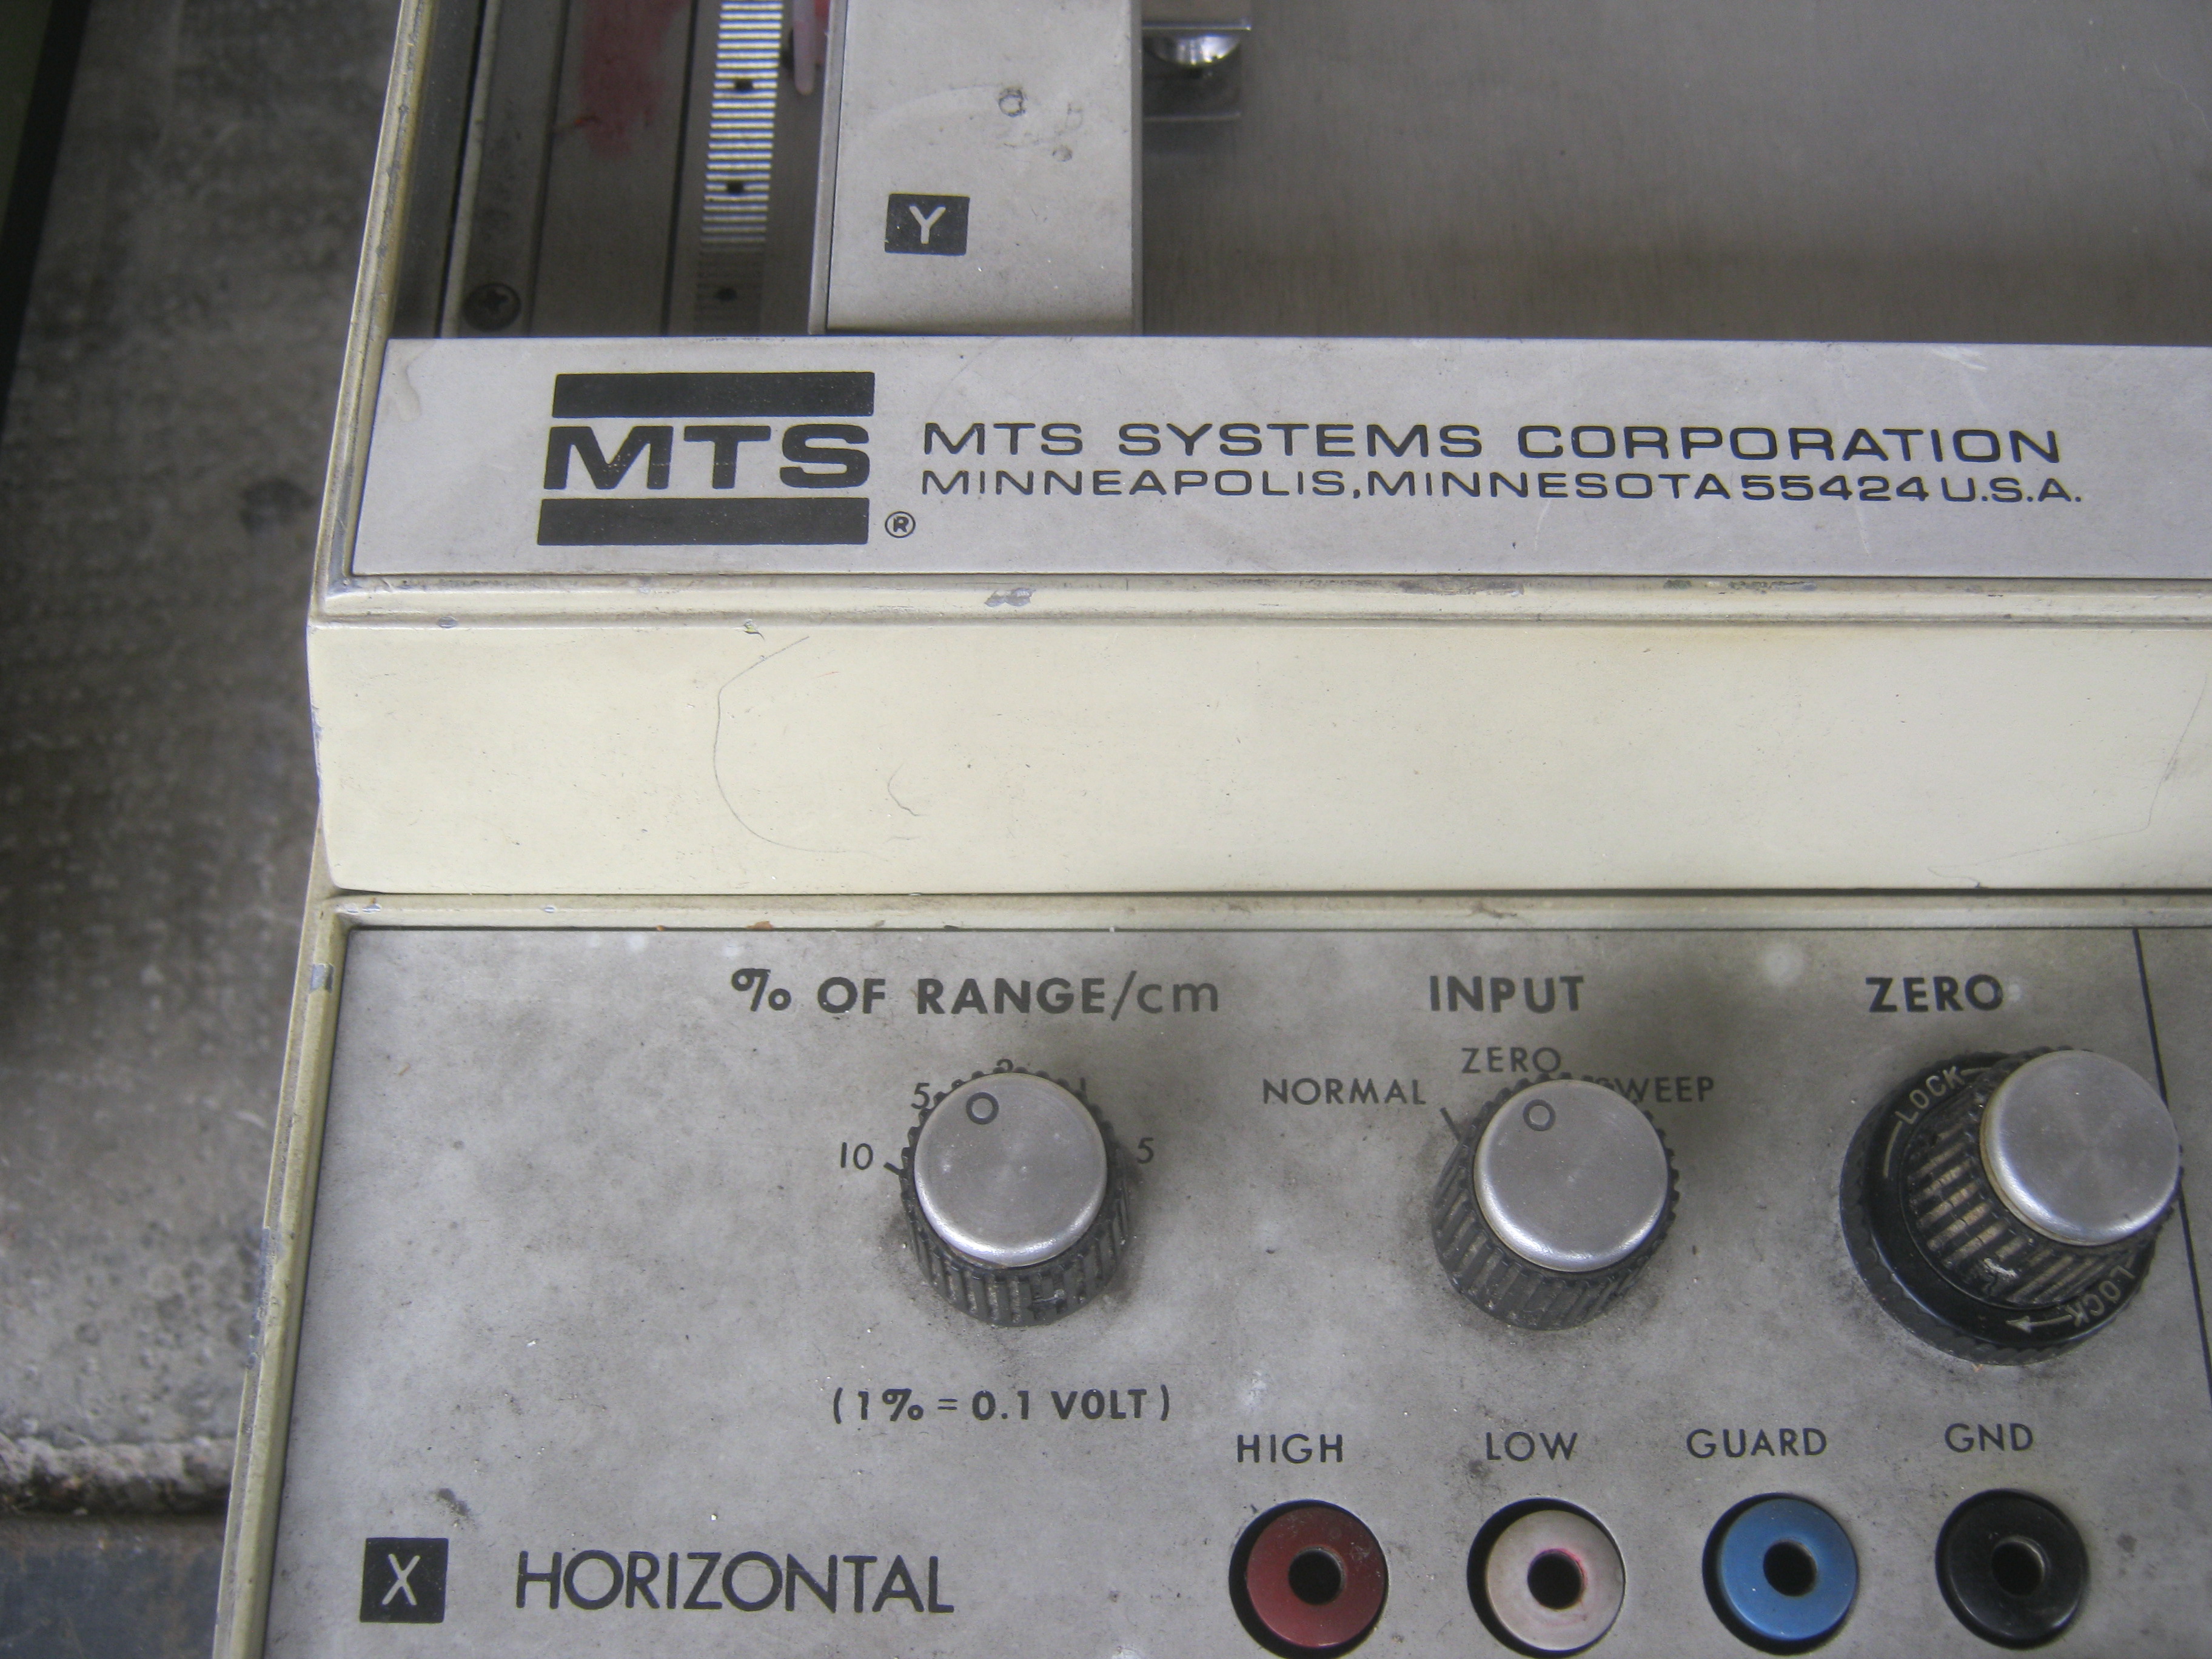 Y
MTS
®
MTS SYSTEMS CORPORATION
MINNEAPOLIS, MINNESOTA 55424 U.S.A.
% OF RANGE/cm
5
10
5
(1% = 0.1 VOLT)
INPUT
ZERO
NORMAL
ZERO
LOCK
LOCK
HIGH
LOW
GUARD
GND
X HORIZONTAL